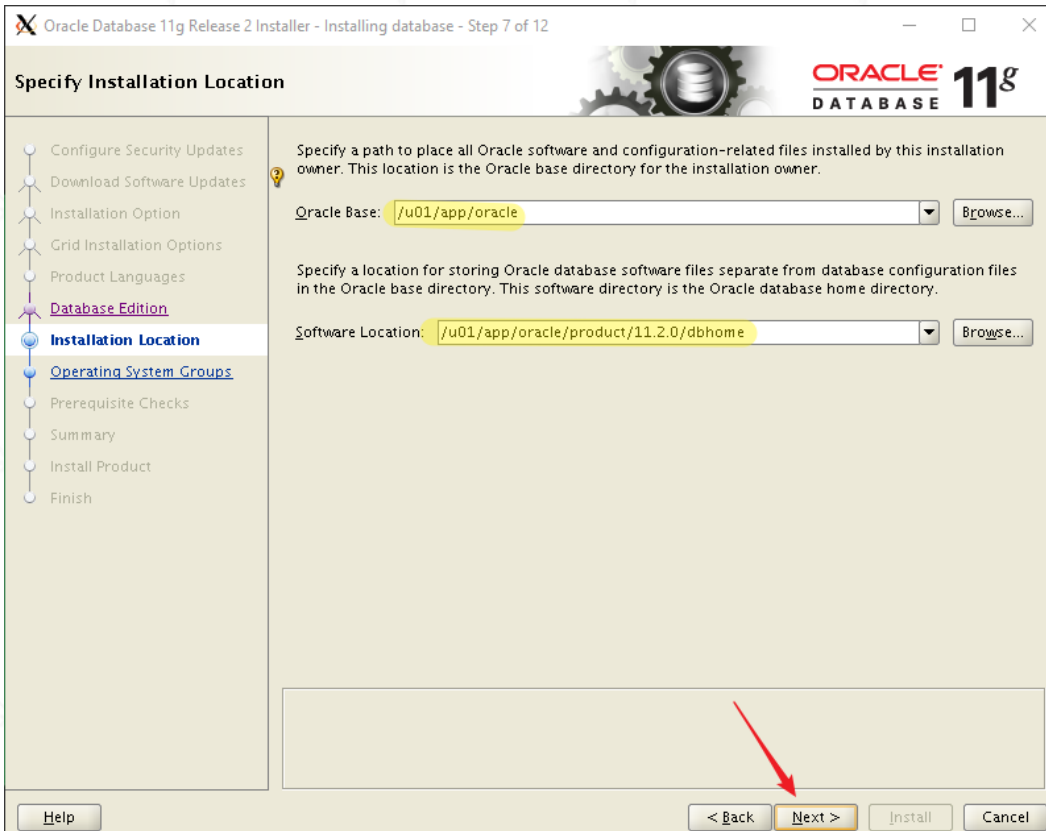 Oracle Database 11g Release 2 Installer - Installing database - Step 7 of 12
Specify Installation Location
ORACLE
DATABASE
11g
Configure Security Updates
Download Software Updates
Installation Option
Grid Installation Options
Product Languages
Database Edition
Installation Location
Operating System Groups
Prerequisite Checks
Summary
Install Product
Finish
Specify a path to place all Oracle software and configuration-related files installed by this installation
owner. This location is the Oracle base directory for the installation owner.
Oracle Base: /u01/app/oracle Browse...
Specify a location for storing Oracle database software files separate from database configuration files
in the Oracle base directory. This software directory is the Oracle database home directory.
Software Location: /u01/app/oracle/product/11.2.0/dbhome Browse...
Help < Back Next > Install Cancel